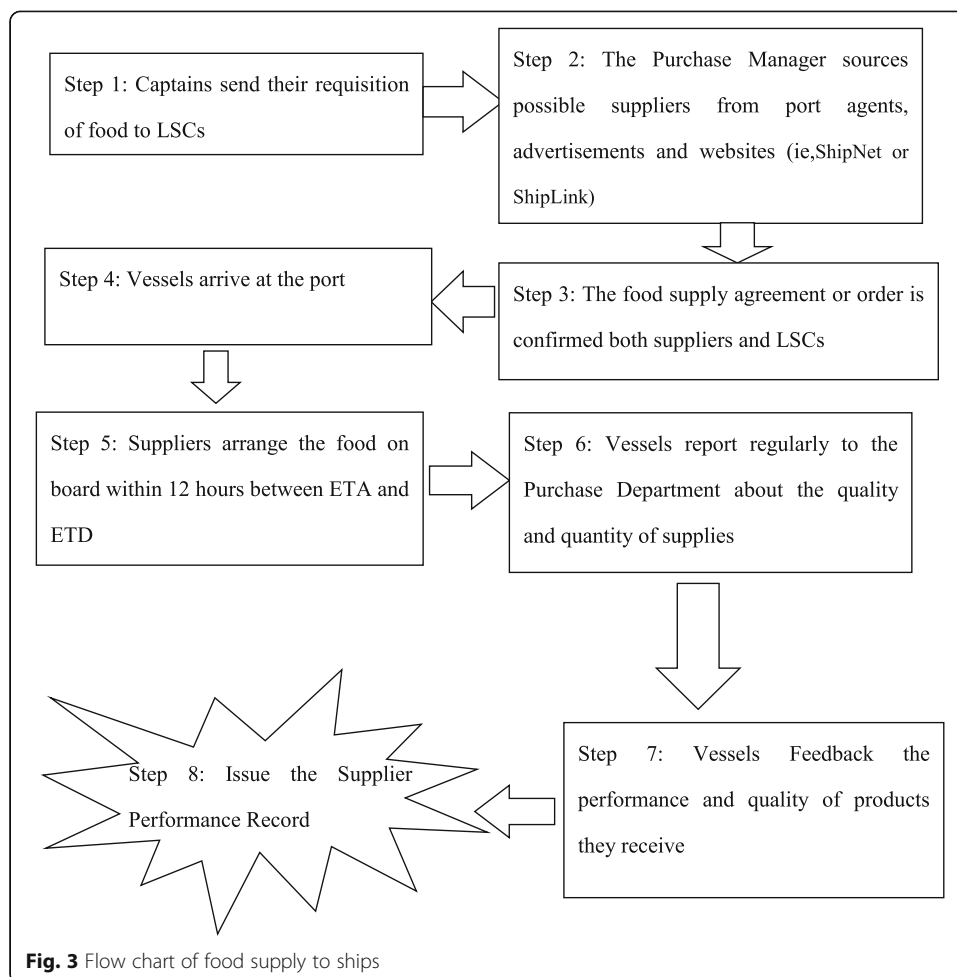 Step 1: Captains send their requisition
of food to LSCs
Step 2: The Purchase Manager sources
possible suppliers from port agents,
advertisements and websites (ie,ShipNet or
ShipLink)
Step 3: The food supply agreement or order is
confirmed both suppliers and LSCs
Step 4: Vessels arrive at the port
Step 5: Suppliers arrange the food on
board within 12 hours between ETA and
ETD
Step 6: Vessels report regularly to the
Purchase Department about the quality
and quantity of supplies
Step 7: Vessels Feedback the
performance and quality of products
they receive
Step 8: Issue the Supplier
Performance Record
Fig. 3 Flow chart of food supply to ships